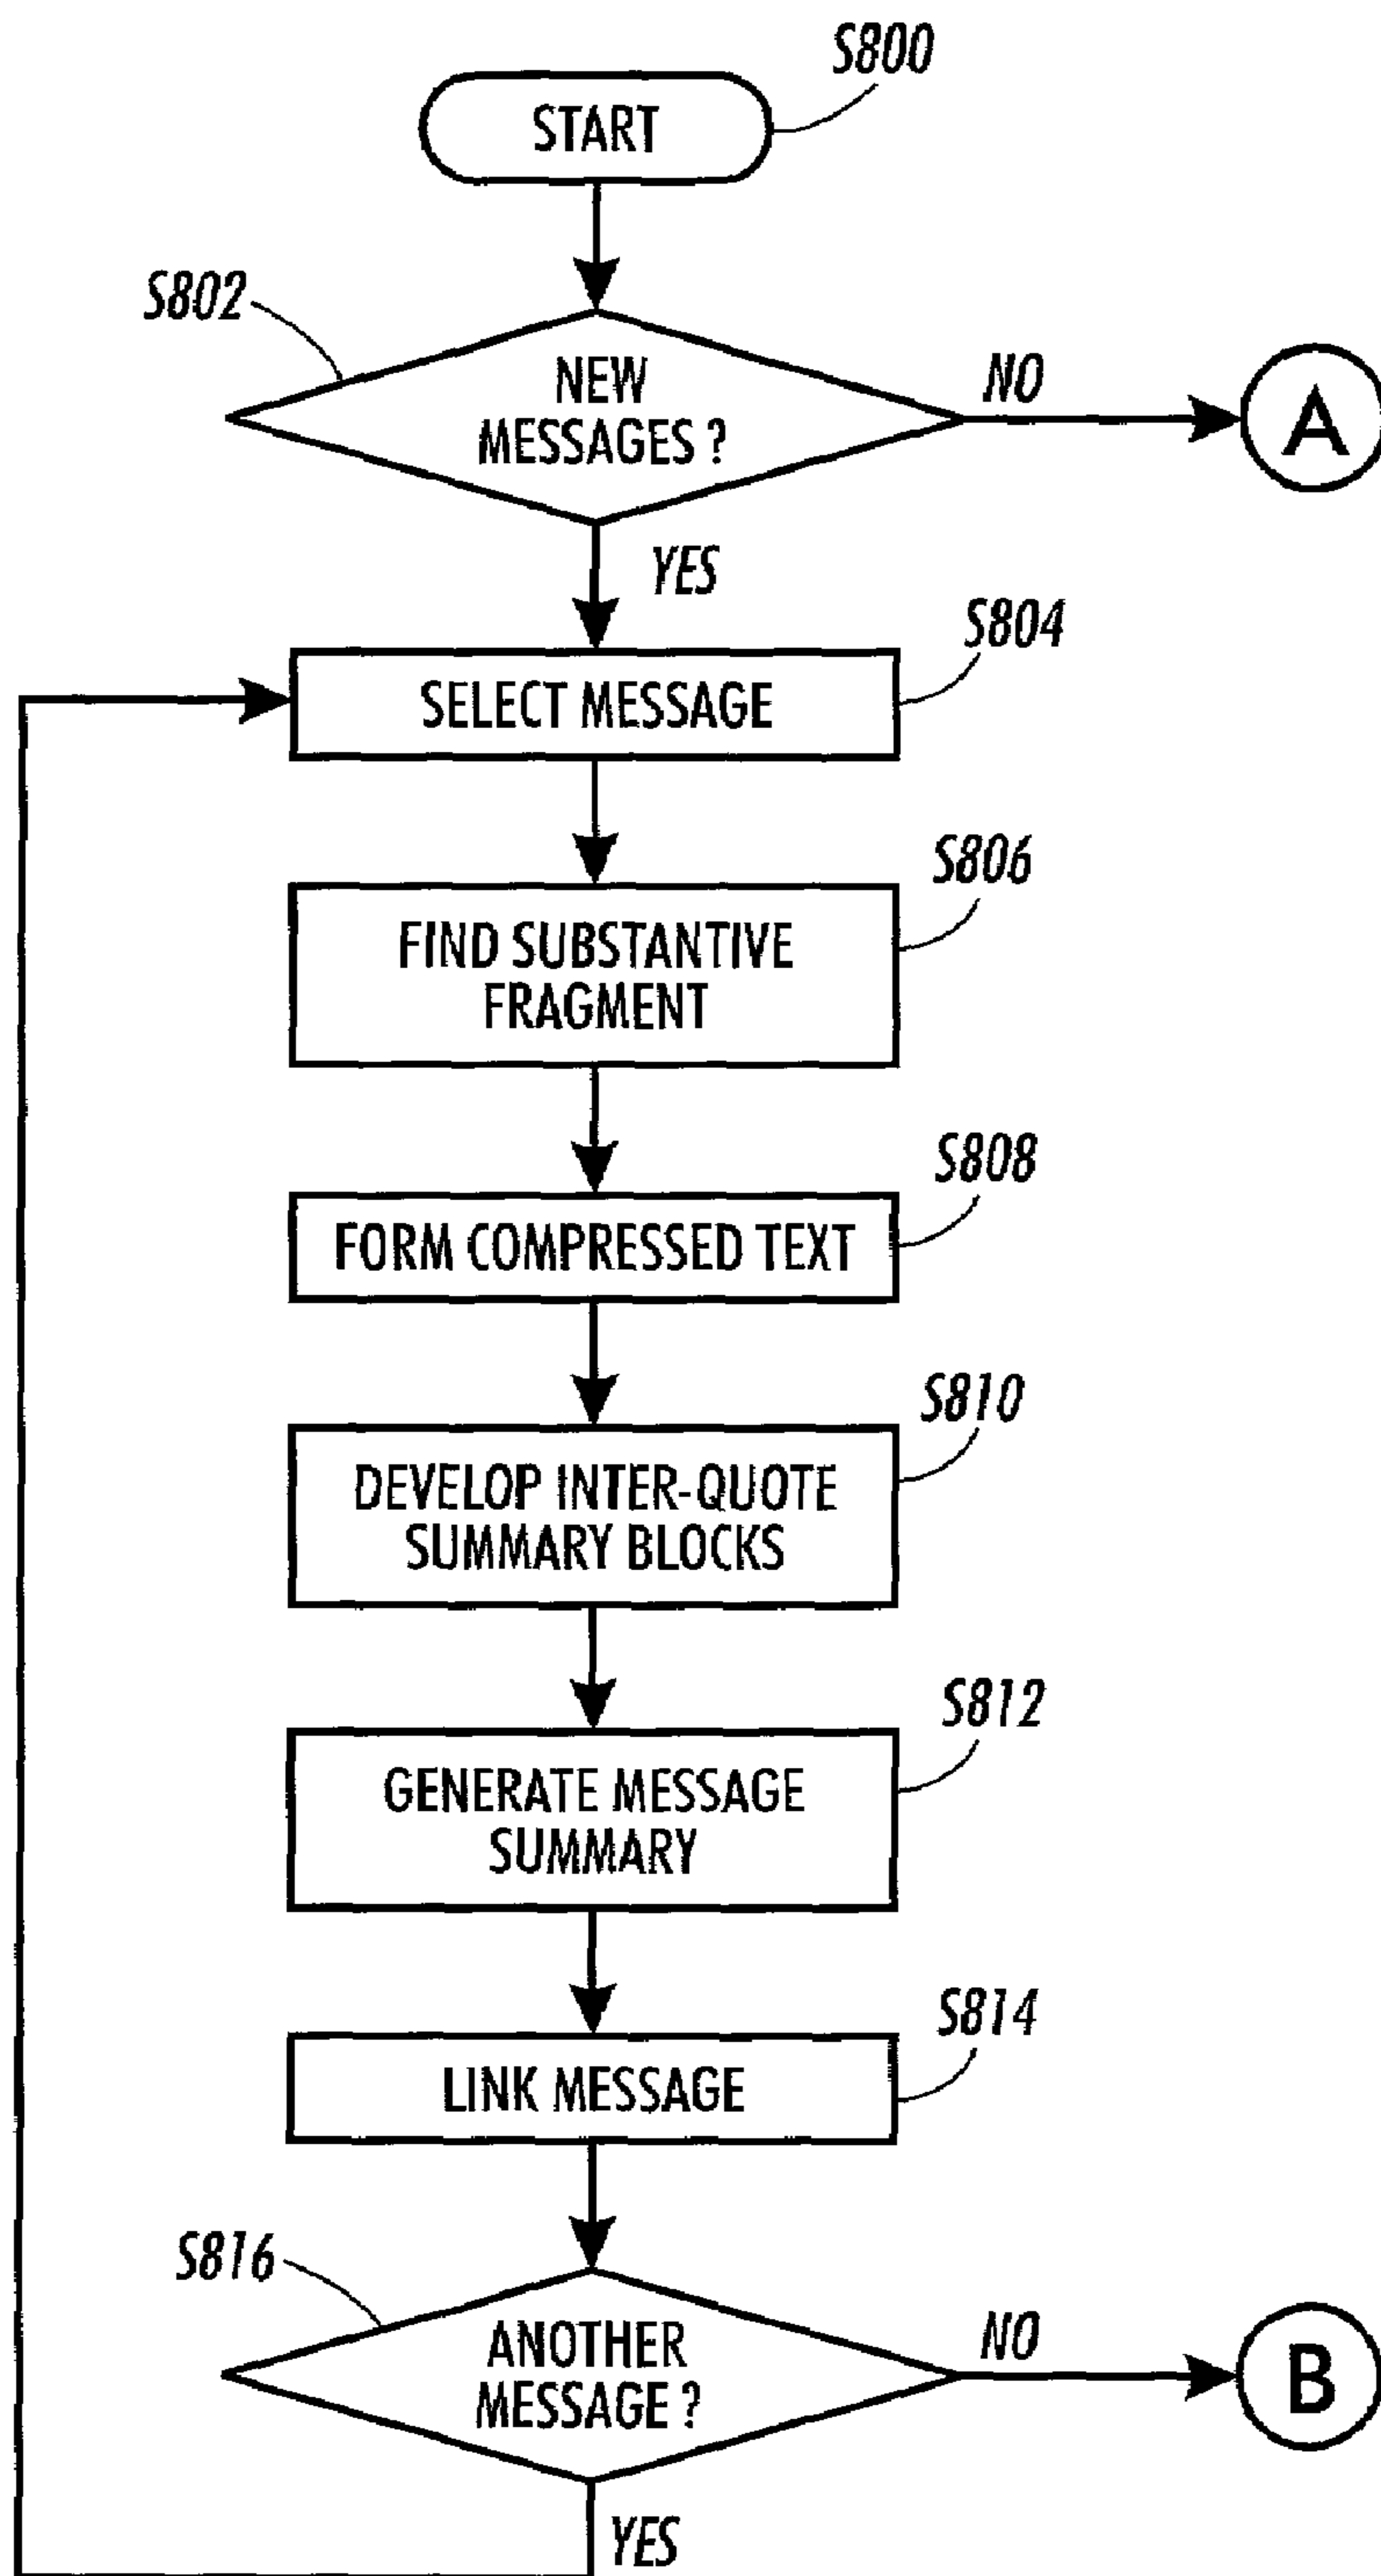 S800
START
S802
NEW
MESSAGES ?
NO
A
YES
S804
SELECT MESSAGE
S806
FIND SUBSTANTIVE
FRAGMENT
S808
FORM COMPRESSED TEXT
S810
DEVELOP INTER-QUOTE
SUMMARY BLOCKS
S812
GENERATE MESSAGE
SUMMARY
S814
LINK MESSAGE
S816
ANOTHER
MESSAGE ?
NO
B
YES